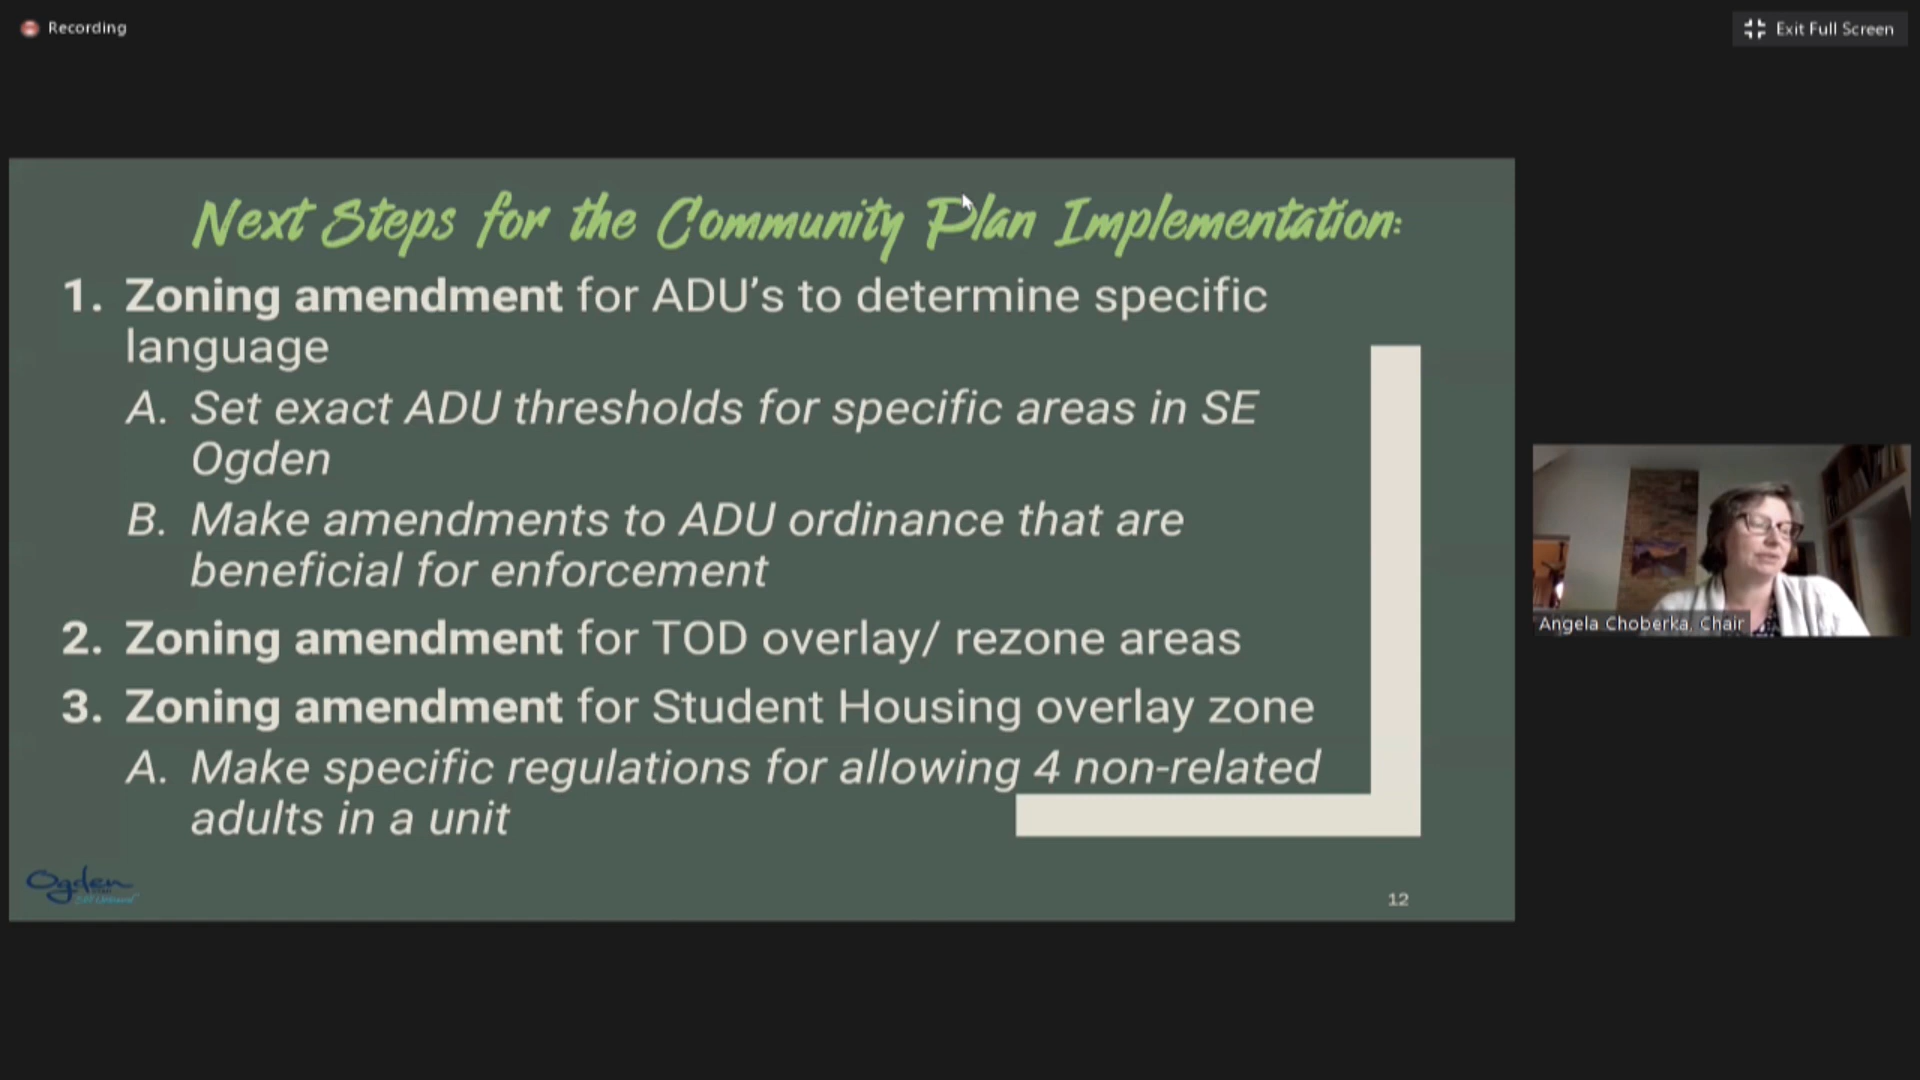 Recording
Exit Full Screen
Next Steps for the Community Plan Implementation:
1. Zoning amendment for ADU's to determine specific
language
A. Set exact ADU thresholds for specific areas in SE
Ogden
B. Make amendments to ADU ordinance that are
beneficial for enforcement
2. Zoning amendment for TOD overlay/ rezone areas
3. Zoning amendment for Student Housing overlay zone
A. Make specific regulations for allowing 4 non-related
adults in a unit
Angela Choberka, Chair
Ogden
12